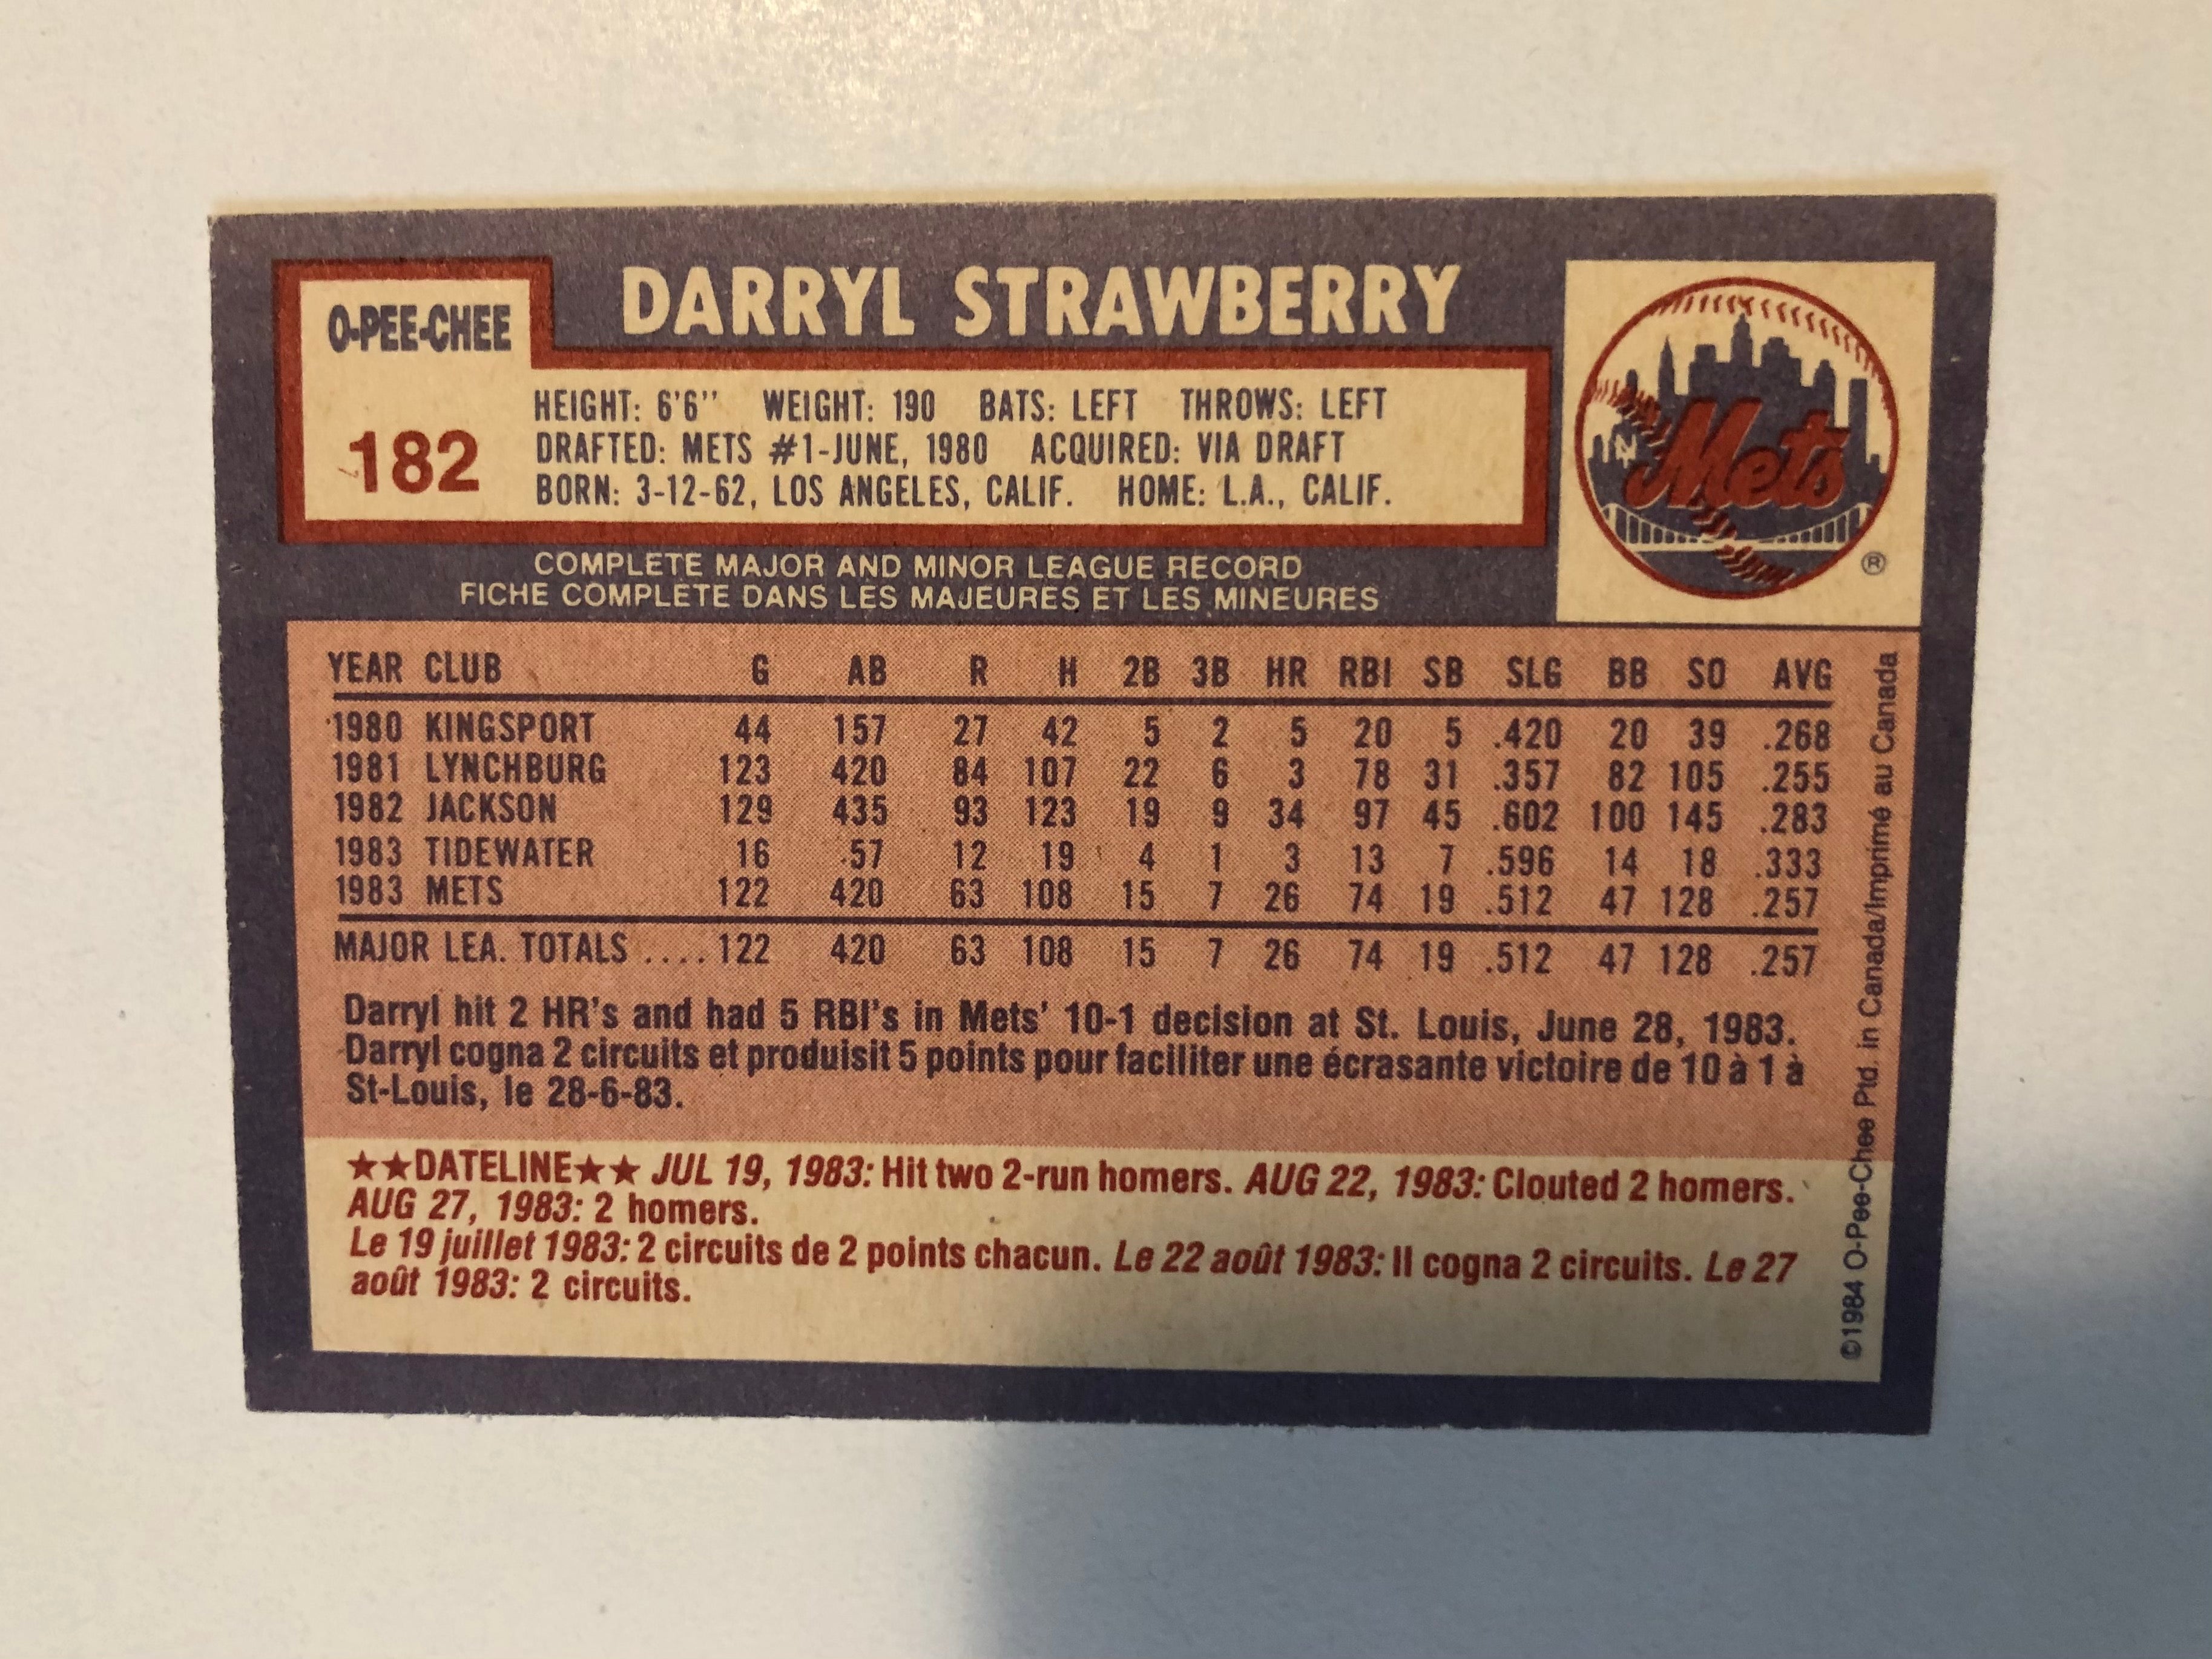 O-PEE-CHEE
182
DARRYL STRAWBERRY
HEIGHT: 6'6" WEIGHT: 190 BATS: LEFT THROWS: LEFT
DRAFTED: METS #1-JUNE, 1980 ACQUIRED: VIA DRAFT
BORN: 3-12-62, LOS ANGELES, CALIF. HOME: L.A., CALIF.
NY
Mets
®
COMPLETE MAJOR AND MINOR LEAGUE RECORD
FICHE COMPLETE DANS LES MAJEURES ET LES MINEURES
YEAR CLUB G AB R H 2B 3B HR RBI SB SLG BB SO AVG
1980 KINGSPORT 44 157 27 42 5 2 5 20 5 .420 20 39 .268
1981 LYNCHBURG 123 420 84 107 22 6 3 78 31 .357 82 105 .255
1982 JACKSON 129 435 93 123 19 9 34 97 45 .602 100 145 .283
1983 TIDEWATER 16 57 12 19 4 1 3 13 7 .596 14 18 .333
1983 METS 122 420 63 108 15 7 26 74 19 .512 47 128 .257
MAJOR LEA. TOTALS .... 122 420 63 108 15 7 26 74 19 .512 47 128 .257
Darryl hit 2 HR's and had 5 RBI's in Mets' 10-1 decision at St. Louis, June 28, 1983.
Darryl cogna 2 circuits et produisit 5 points pour faciliter une écrasante victoire de 10 à 1 à
St-Louis, le 28-6-83.
★★DATELINE★★ JUL 19, 1983: Hit two 2-run homers. AUG 22, 1983: Clouted 2 homers.
AUG 27, 1983: 2 homers.
Le 19 juillet 1983: 2 circuits de 2 points chacun. Le 22 août 1983: Il cogna 2 circuits. Le 27
août 1983: 2 circuits.
©1984 O-Pee-Chee Ptd. in Canada/Imprimé au Canada